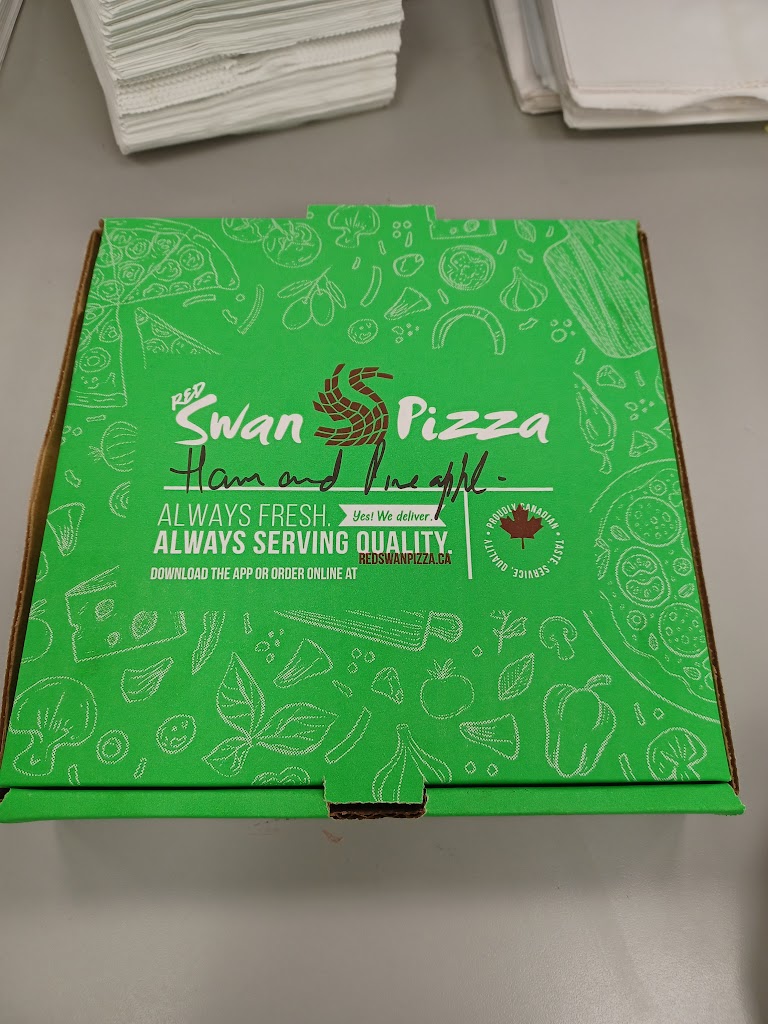 RED
Swan Pizza
Ham and Pineapple
ALWAYS FRESH. Yes! We deliver.
ALWAYS SERVING QUALITY.
DOWNLOAD THE APP OR ORDER ONLINE AT REDSWANPIZZA.CA
PROUDLY CANADIAN • TASTE. SERVICE. QUALITY •